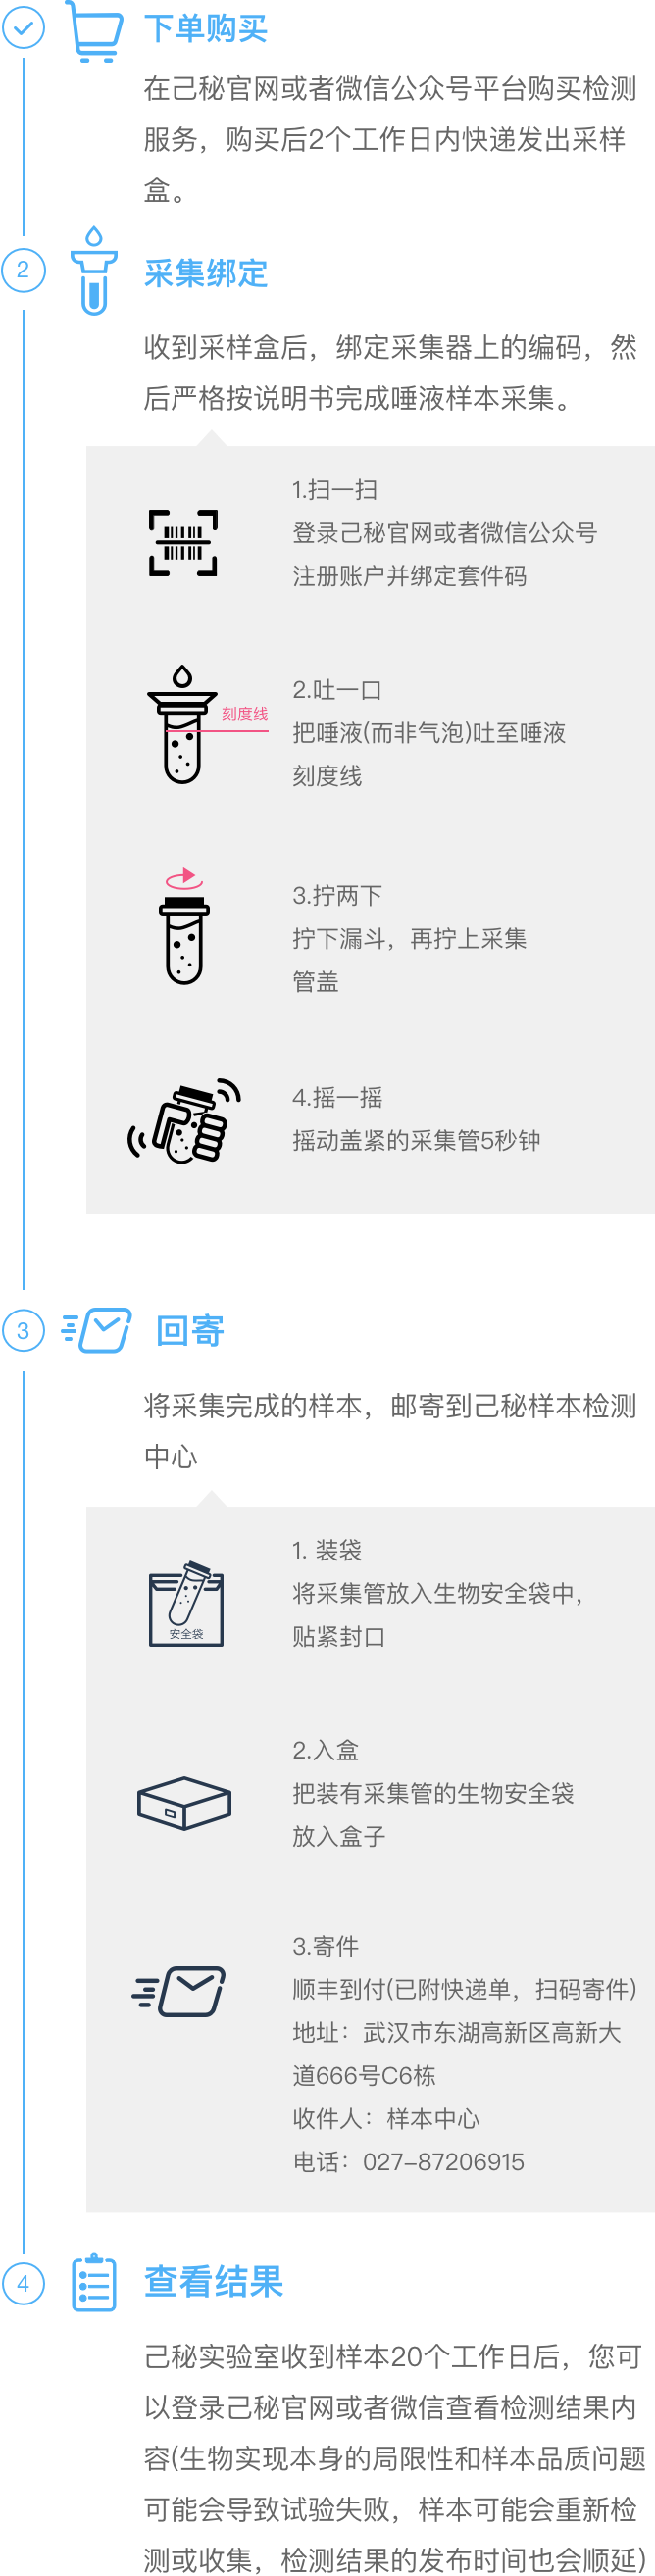 下单购买
在己秘官网或者微信公众号平台购买检测
服务，购买后2个工作日内快递发出采样
盒。
2
采集绑定
收到采样盒后，绑定采集器上的编码，然
后严格按说明书完成唾液样本采集。
1.扫一扫
登录己秘官网或者微信公众号
注册账户并绑定套件码
2.吐一口
刻度线
把唾液(而非气泡)吐至唾液
刻度线
3.拧两下
拧下漏斗，再拧上采集
管盖
4.摇一摇
摇动盖紧的采集管5秒钟
3
回寄
将采集完成的样本，邮寄到己秘样本检测
中心
1. 装袋
将采集管放入生物安全袋中，
贴紧封口
安全袋
2.入盒
把装有采集管的生物安全袋
放入盒子
3.寄件
顺丰到付(已附快递单，扫码寄件)
地址：武汉市东湖高新区高新大
道666号C6栋
收件人：样本中心
电话：027-87206915
4
查看结果
己秘实验室收到样本20个工作日后，您可
以登录己秘官网或者微信查看检测结果内
容(生物实现本身的局限性和样本品质问题
可能会导致试验失败，样本可能会重新检
测或收集，检测结果的发布时间也会顺延)